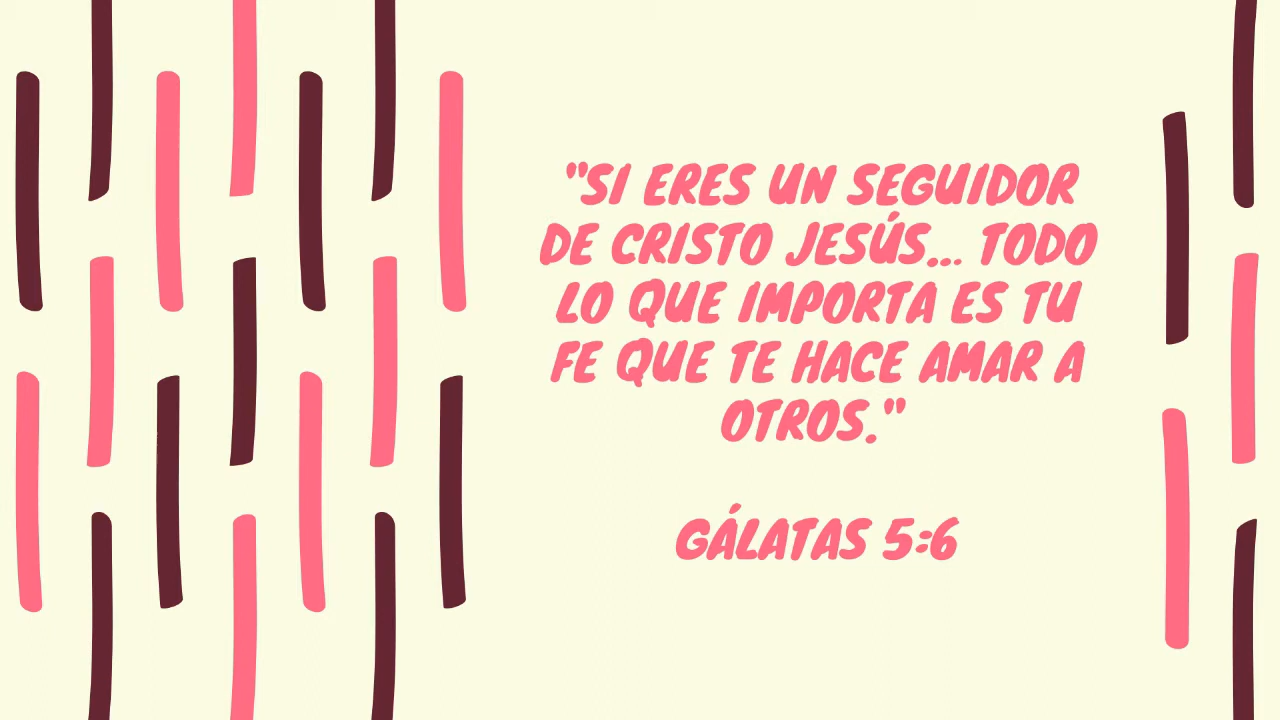 "SI ERES UN SEGUIDOR
DE CRISTO JESÚS... TODO
LO QUE IMPORTA ES TU
FE QUE TE HACE AMAR A
OTROS."
GÁLATAS 5:6